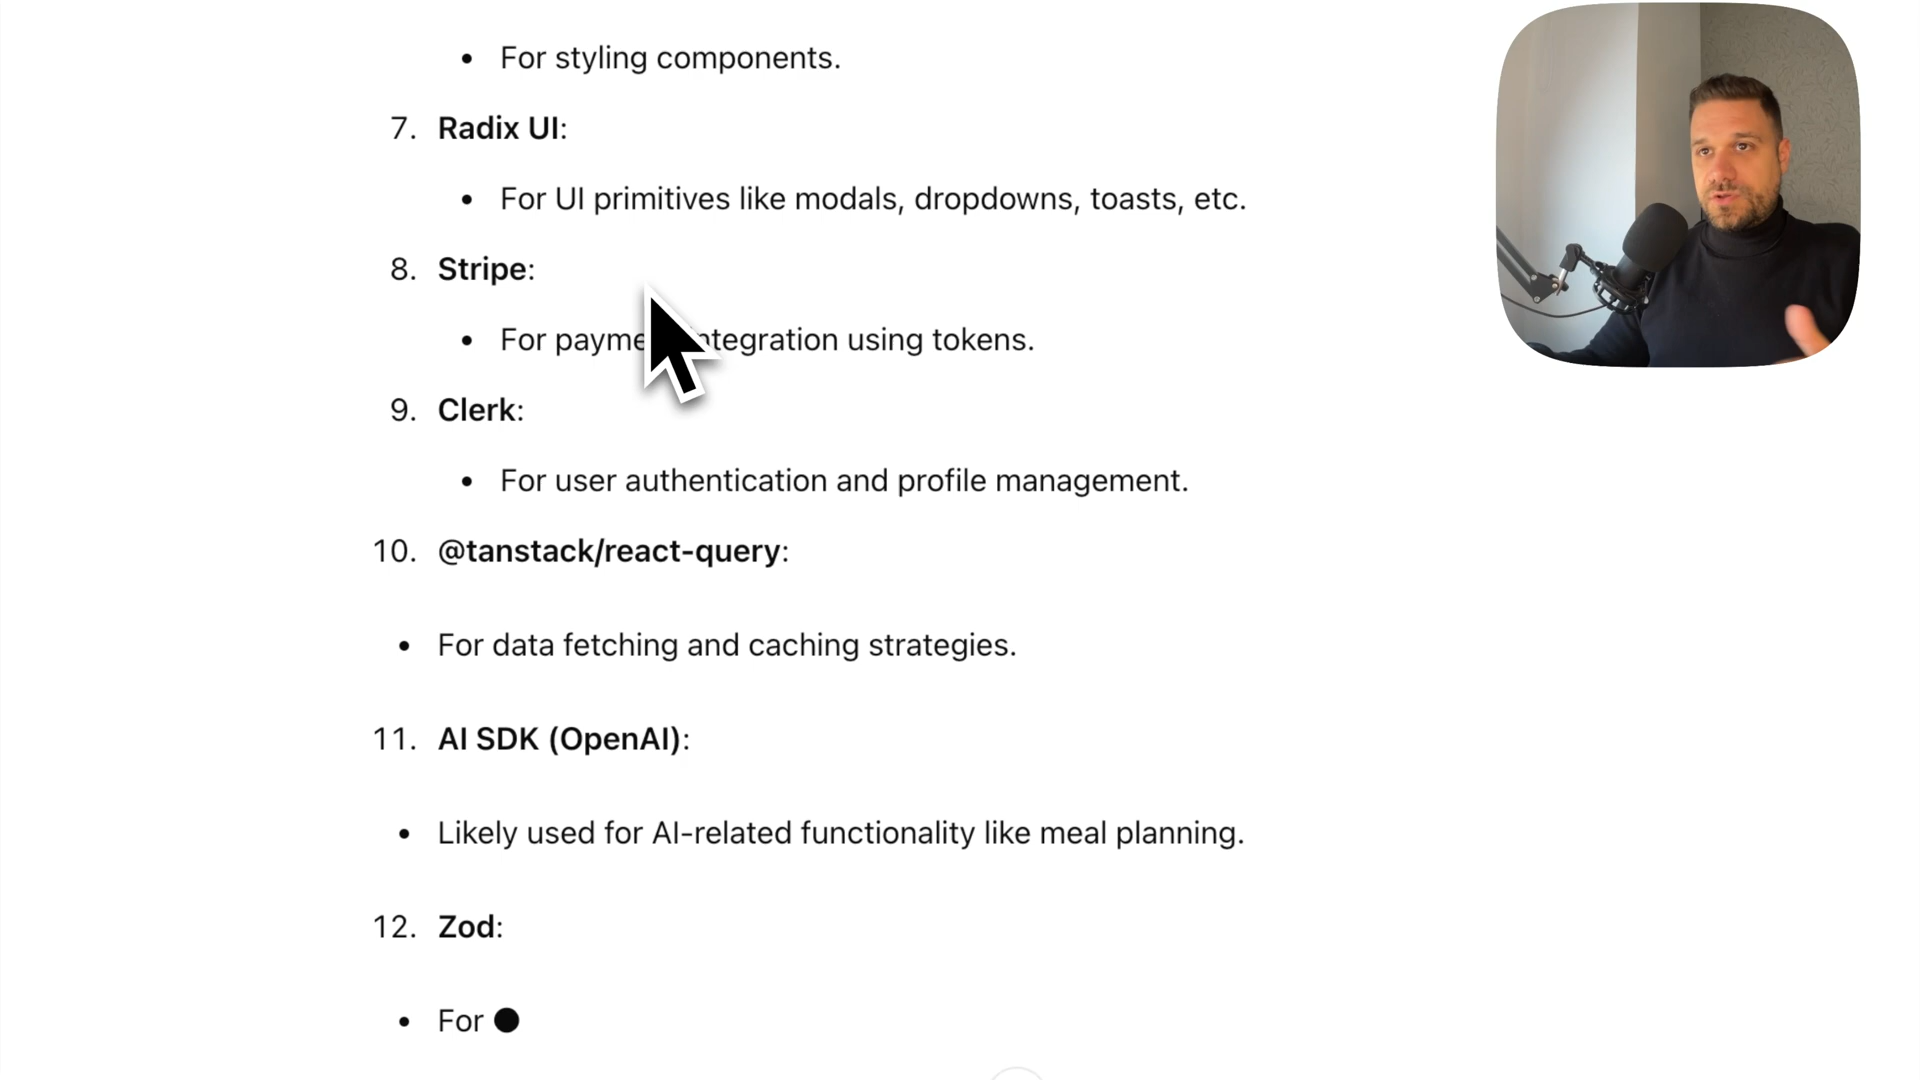 • For styling components.
7. Radix UI:
• For UI primitives like modals, dropdowns, toasts, etc.
8. Stripe:
• For payme ntegration using tokens.
9. Clerk:
• For user authentication and profile management.
10. @tanstack/react-query:
• For data fetching and caching strategies.
11. AI SDK (OpenAI):
• Likely used for AI-related functionality like meal planning.
12. Zod:
• For